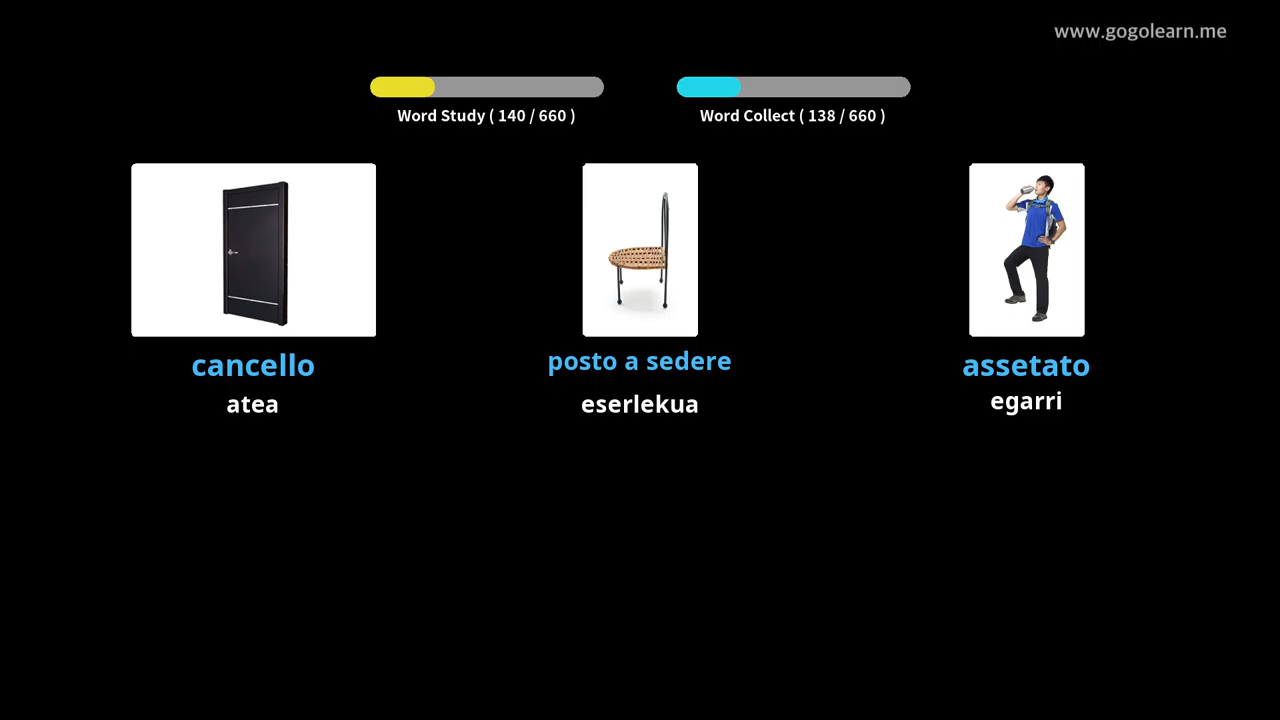 www.gogolearn.me
Word Study ( 140 / 660 )
Word Collect ( 138 / 660 )
cancello
posto a sedere
assetato
atea
eserlekua
egarri